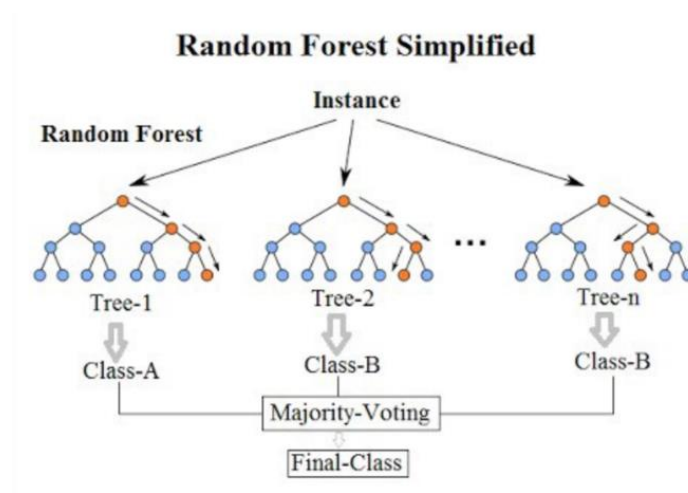 Random Forest Simplified
Instance
Random Forest
...
Tree-1
Tree-2
Tree-n
Class-A
Class-B
Class-B
Majority-Voting
Final-Class